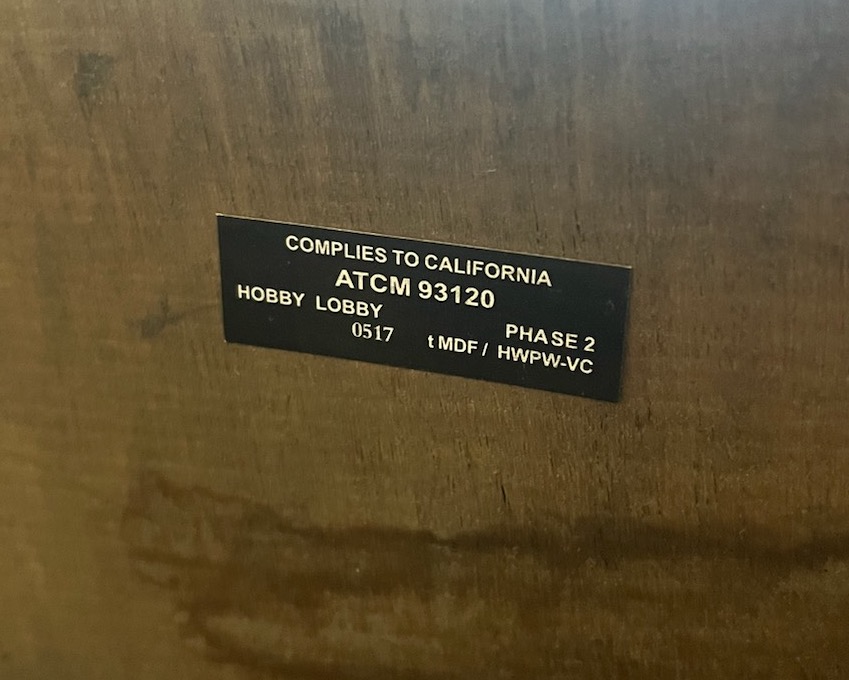 COMPLIES TO CALIFORNIA
ATCM 93120
HOBBY LOBBY
PHASE 2
0517
t MDF / HWPW-VC